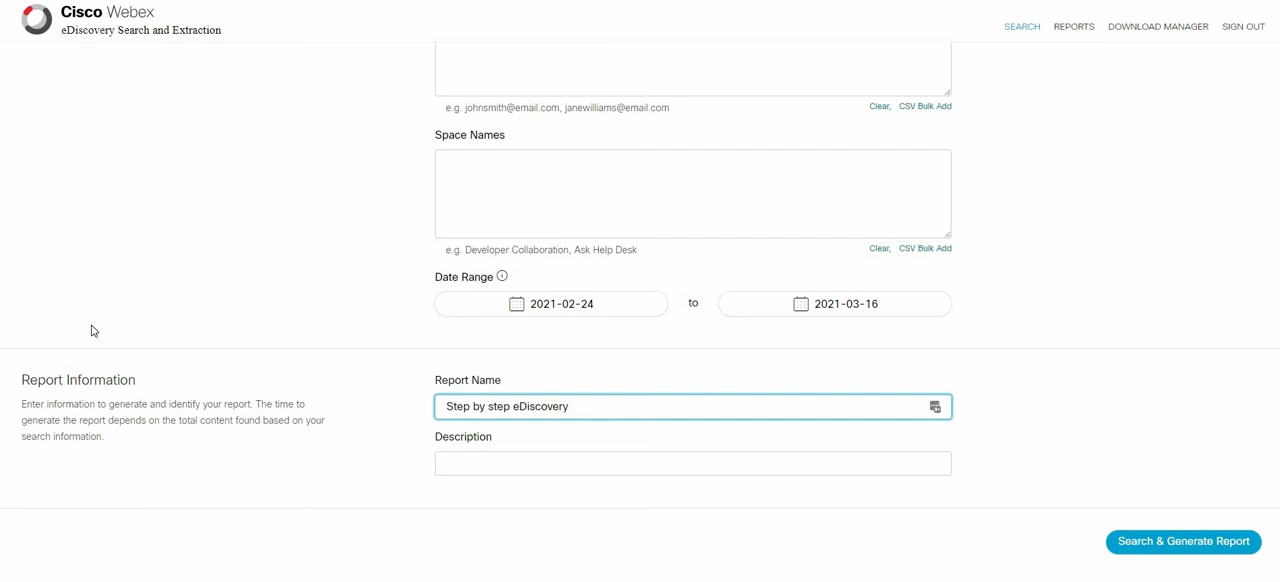 Cisco Webex
eDiscovery Search and Extraction
SEARCH REPORTS DOWNLOAD MANAGER SIGN OUT
e.g. johnsmith@email.com, janewilliams@email.com
Clear, CSV Bulk Add
Space Names
e.g. Developer Collaboration, Ask Help Desk
Clear, CSV Bulk Add
Date Range
2021-02-24 to 2021-03-16
Report Information
Enter information to generate and identify your report. The time to
generate the report depends on the total content found based on your
search information.
Report Name
Step by step eDiscovery
Description
Search & Generate Report